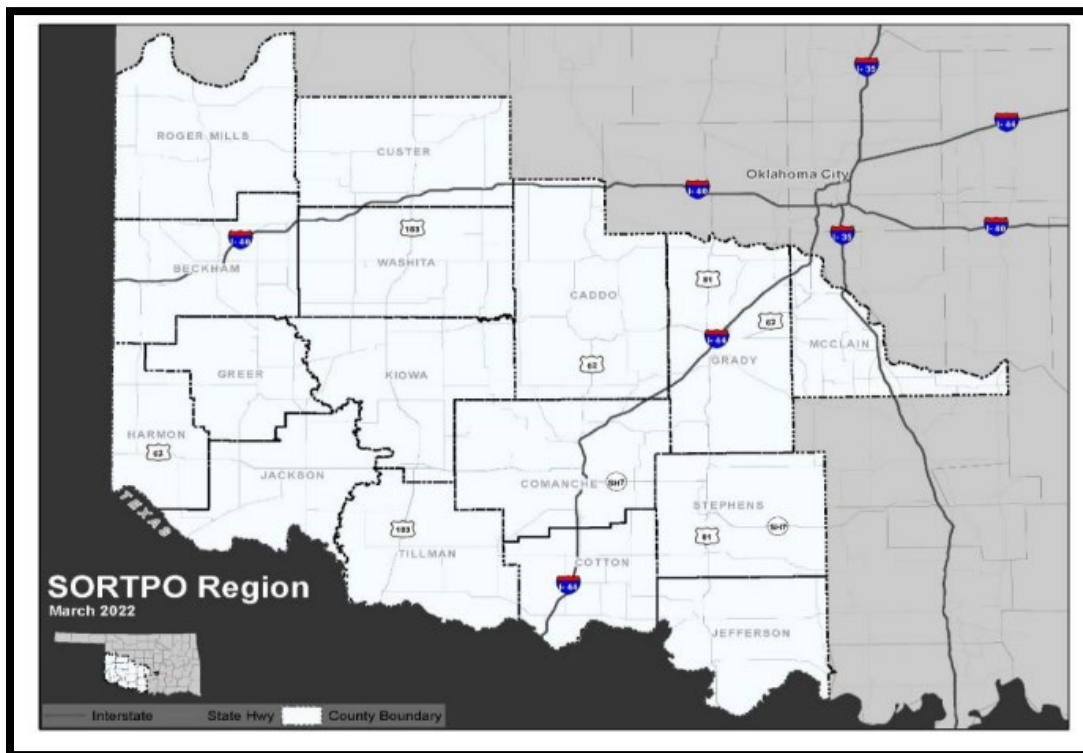 I-35
I-44
ROGER MILLS
CUSTER
Oklahoma City
I-40
183
I-40
I-35
I-40
WASHITA
BECKHAM
81
CADDO
62
I-44
MCCLAIN
62
GRADY
GREER
KIOWA
HARMON
62
JACKSON
COMANCHE
SH7
TEXAS
STEPHENS
183
81
SH7
TILLMAN
COTTON
I-44
SORTPO Region
March 2022
JEFFERSON
Interstate State Hwy County Boundary